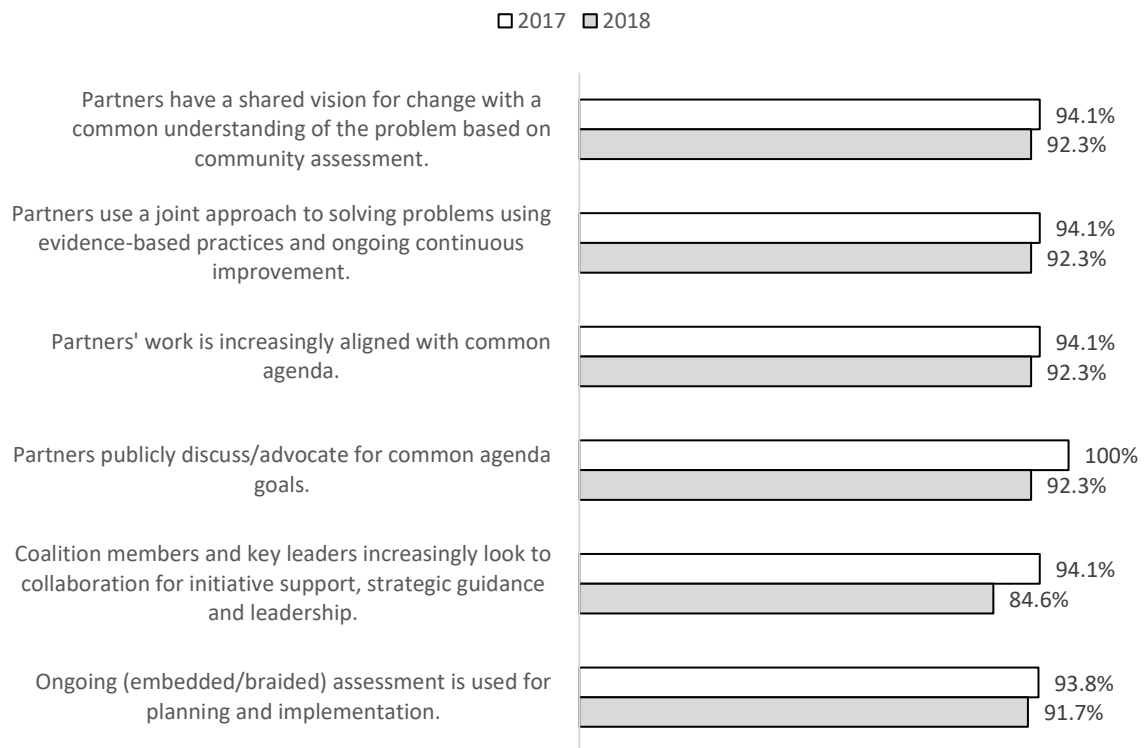 2017 2018
Partners have a shared vision for change with a
common understanding of the problem based on
community assessment.
94.1%
92.3%
Partners use a joint approach to solving problems using
evidence-based practices and ongoing continuous
improvement.
94.1%
92.3%
Partners' work is increasingly aligned with common
agenda.
94.1%
92.3%
Partners publicly discuss/advocate for common agenda
goals.
100%
92.3%
Coalition members and key leaders increasingly look to
collaboration for initiative support, strategic guidance
and leadership.
94.1%
84.6%
Ongoing (embedded/braided) assessment is used for
planning and implementation.
93.8%
91.7%